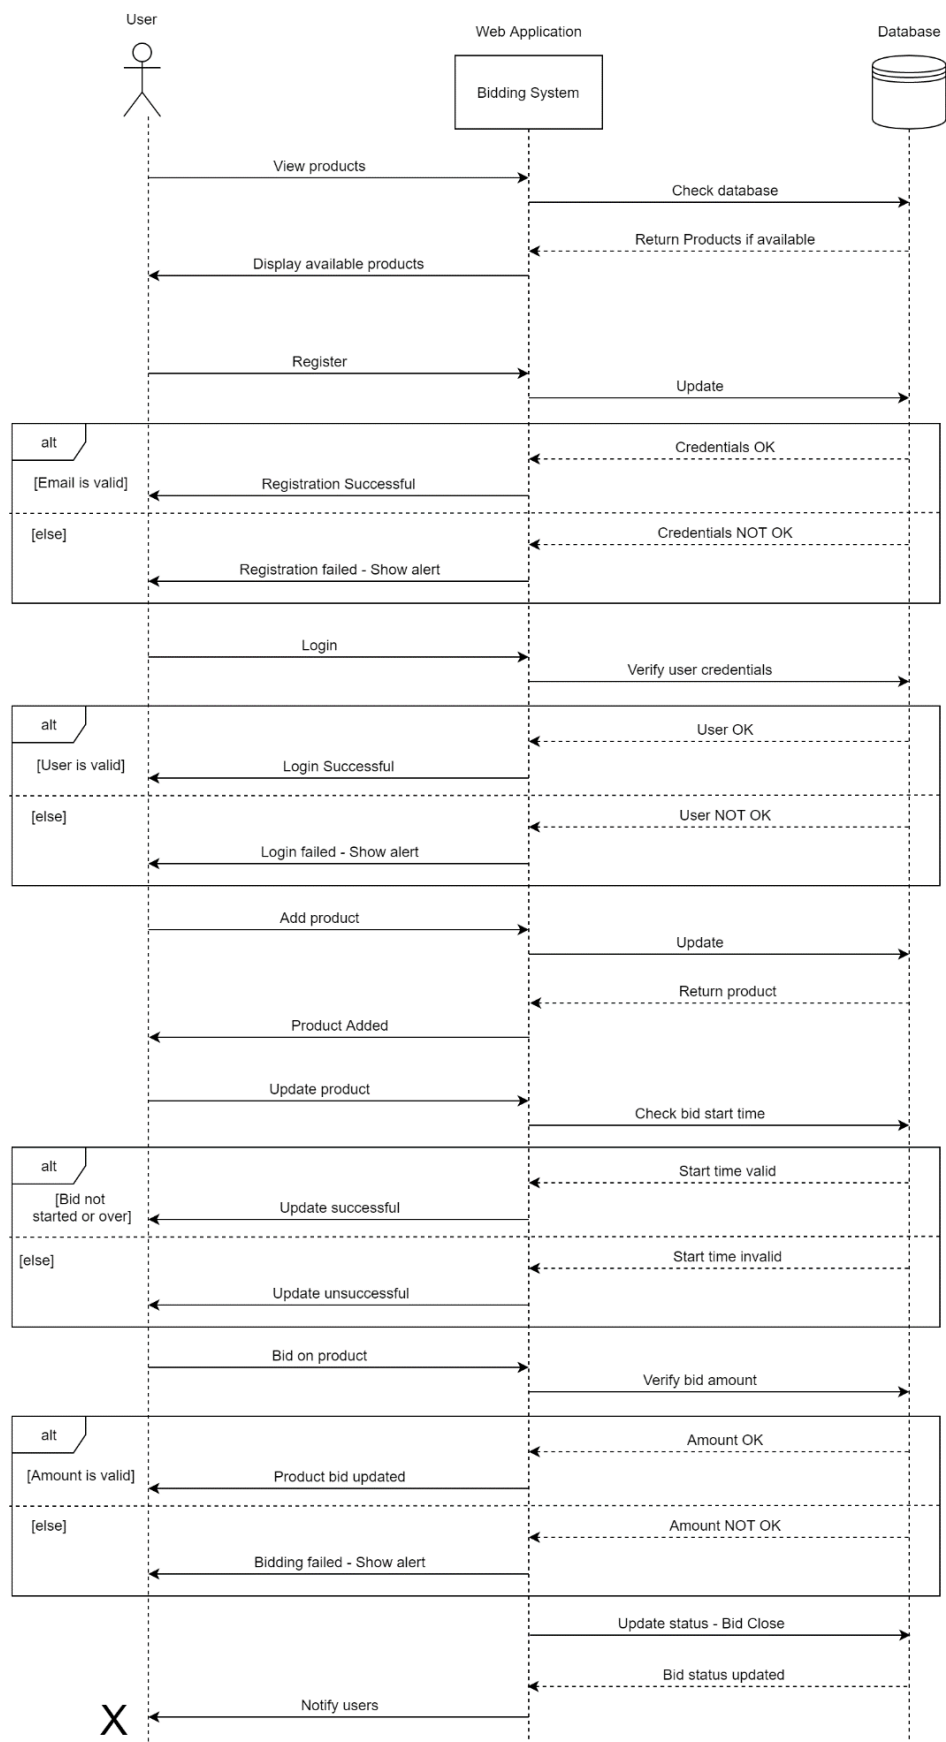 User
Web Application
Database
Bidding System
View products
Check database
Return Products if available
Display available products
Register
Update
alt
Credentials OK
[Email is valid]
Registration Successful
[else]
Credentials NOT OK
Registration failed - Show alert
Login
Verify user credentials
alt
User OK
[User is valid]
Login Successful
[else]
User NOT OK
Login failed - Show alert
Add product
Update
Return product
Product Added
Update product
Check bid start time
alt
Start time valid
[Bid not
started or over]
Update successful
[else]
Start time invalid
Update unsuccessful
Bid on product
Verify bid amount
alt
Amount OK
[Amount is valid]
Product bid updated
[else]
Amount NOT OK
Bidding failed - Show alert
Update status - Bid Close
Bid status updated
Notify users
X